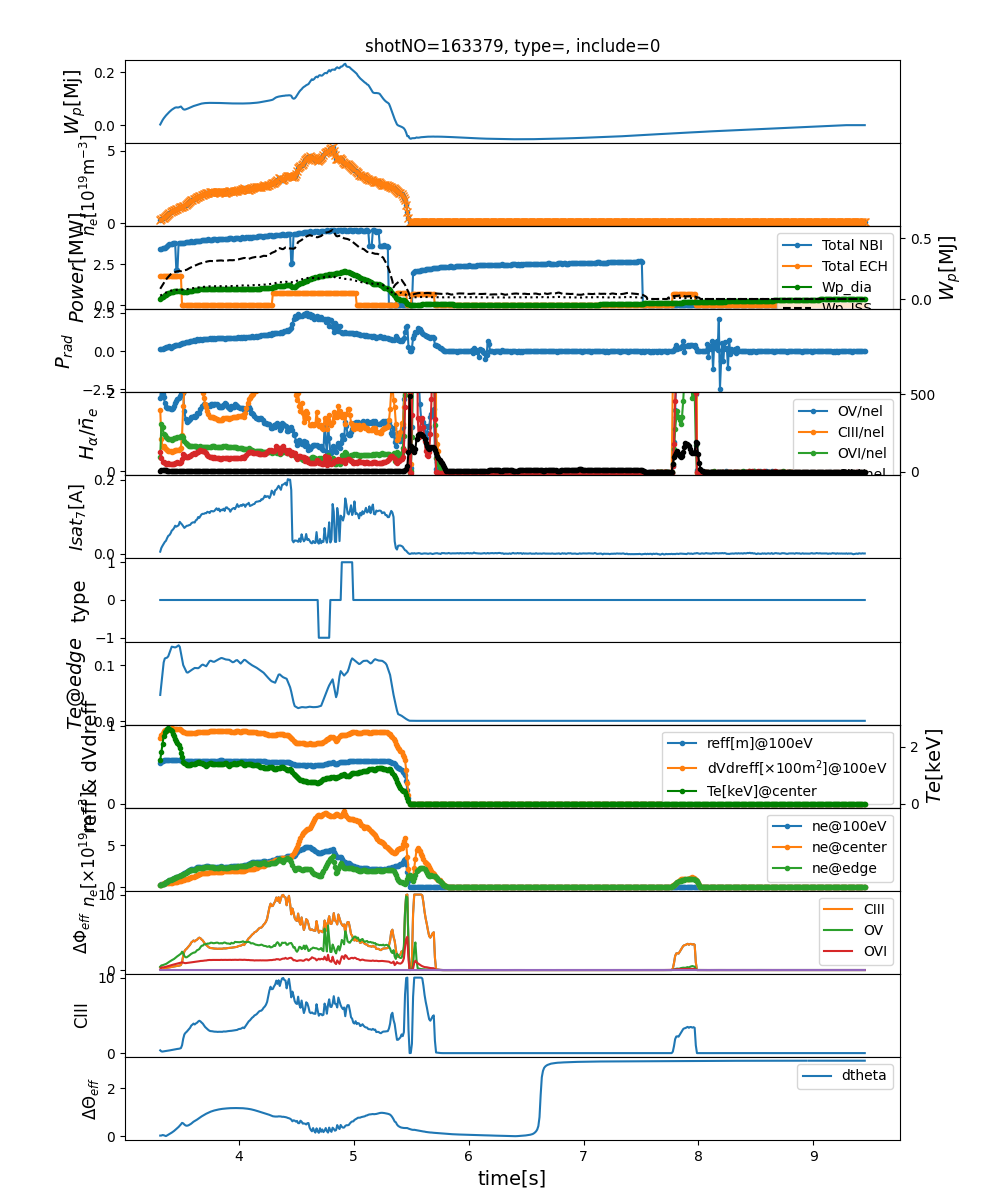 shotNO=163379, type=, include=0
W_p[MJ]
0.2
0.0
n_e[10^19 m^-3]
5
0
Power[MW]
2.5
0.0
W_p[MJ]
0.5
0.0
Total NBI
Total ECH
Wp_dia
P_rad
2.5
0.0
−2.5
H_α/n̄_e
2
0
500
0
OV/nel
CIII/nel
OVI/nel
Isat_7[A]
0.2
0.0
type
1
0
−1
Te@edge
0.1
0.0
reff & dVdreff
1
0
Te[keV]
2
0
reff[m]@100eV
dVdreff[×100m^2]@100eV
Te[keV]@center
n_e[×10^19 m^-3]
0
ne@100eV
ne@center
ne@edge
ΔΦ_eff
10
0
CIII
OV
OVI
CIII
10
0
ΔΘ_eff
2
0
dtheta
4
5
6
7
8
9
time[s]